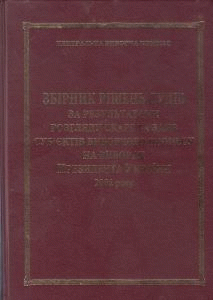 ЦЕНТРАЛЬНА ВИБОРЧА КОМІСІЯ
ЗБІРНИК РІШЕНЬ СУДІВ
ЗА РЕЗУЛЬТАТАМИ
РОЗГЛЯДУ СКАРГ І ЗАЯВ
СУБ'ЄКТІВ ВИБОРЧОГО ПРОЦЕСУ
НА ВИБОРАХ
ПРЕЗИДЕНТА УКРАЇНИ
року